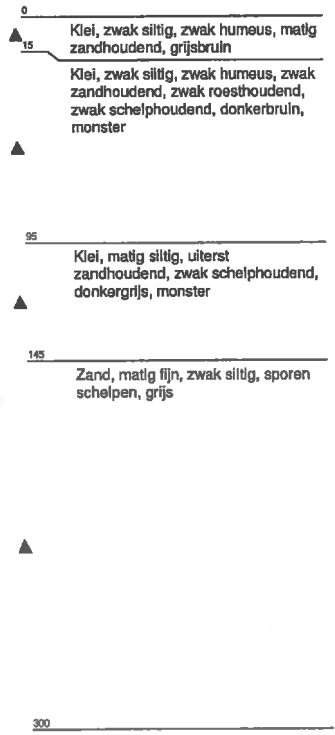 0
Klei, zwak siltig, zwak humeus, matig
15
zandhoudend, grijsbruin
Klei, zwak siltig, zwak humeus, zwak
zandhoudend, zwak roesthoudend,
zwak schelphoudend, donkerbruin,
monster
95
Klei, matig siltig, uiterst
zandhoudend, zwak schelphoudend,
donkergrijs, monster
145
Zand, matig fijn, zwak siltig, sporen
schelpen, grijs
300